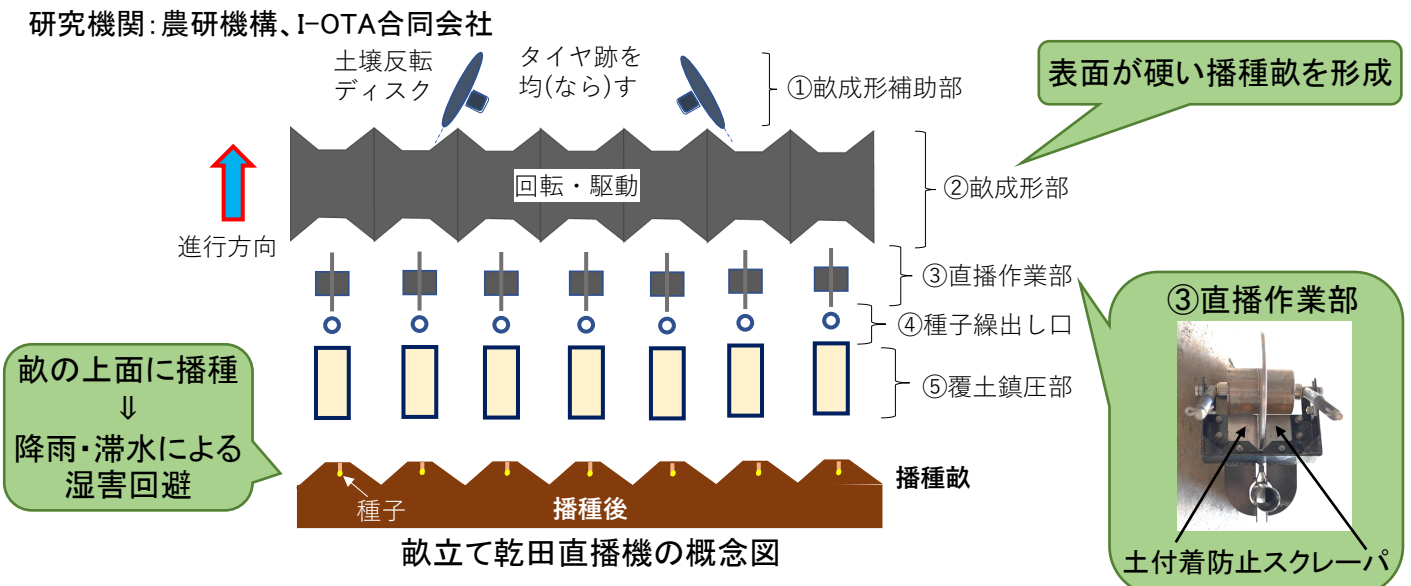 研究機関：農研機構、I-OTA合同会社
土壌反転
ディスク
タイヤ跡を
均(なら)す
①畝成形補助部
表面が硬い播種畝を形成
回転・駆動
②畝成形部
進行方向
③直播作業部
④種子繰出し口
⑤覆土鎮圧部
③直播作業部
土付着防止スクレーパ
畝の上面に播種
⇓
降雨・滞水による
湿害回避
種子
播種後
播種畝
畝立て乾田直播機の概念図